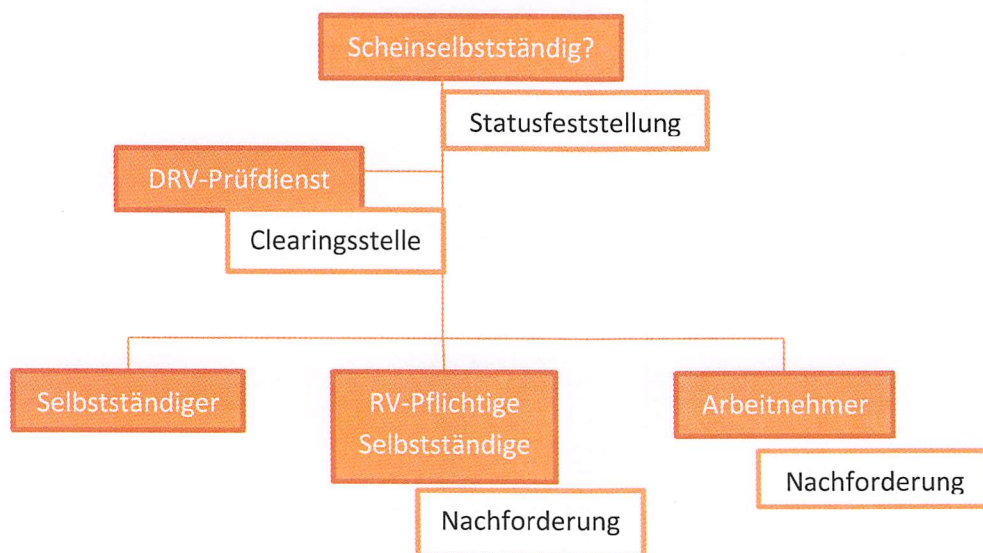 Scheinselbstständig?
Statusfeststellung
DRV-Prüfdienst
Clearingsstelle
Selbstständiger
RV-Pflichtige
Selbstständige
Nachforderung
Arbeitnehmer
Nachforderung